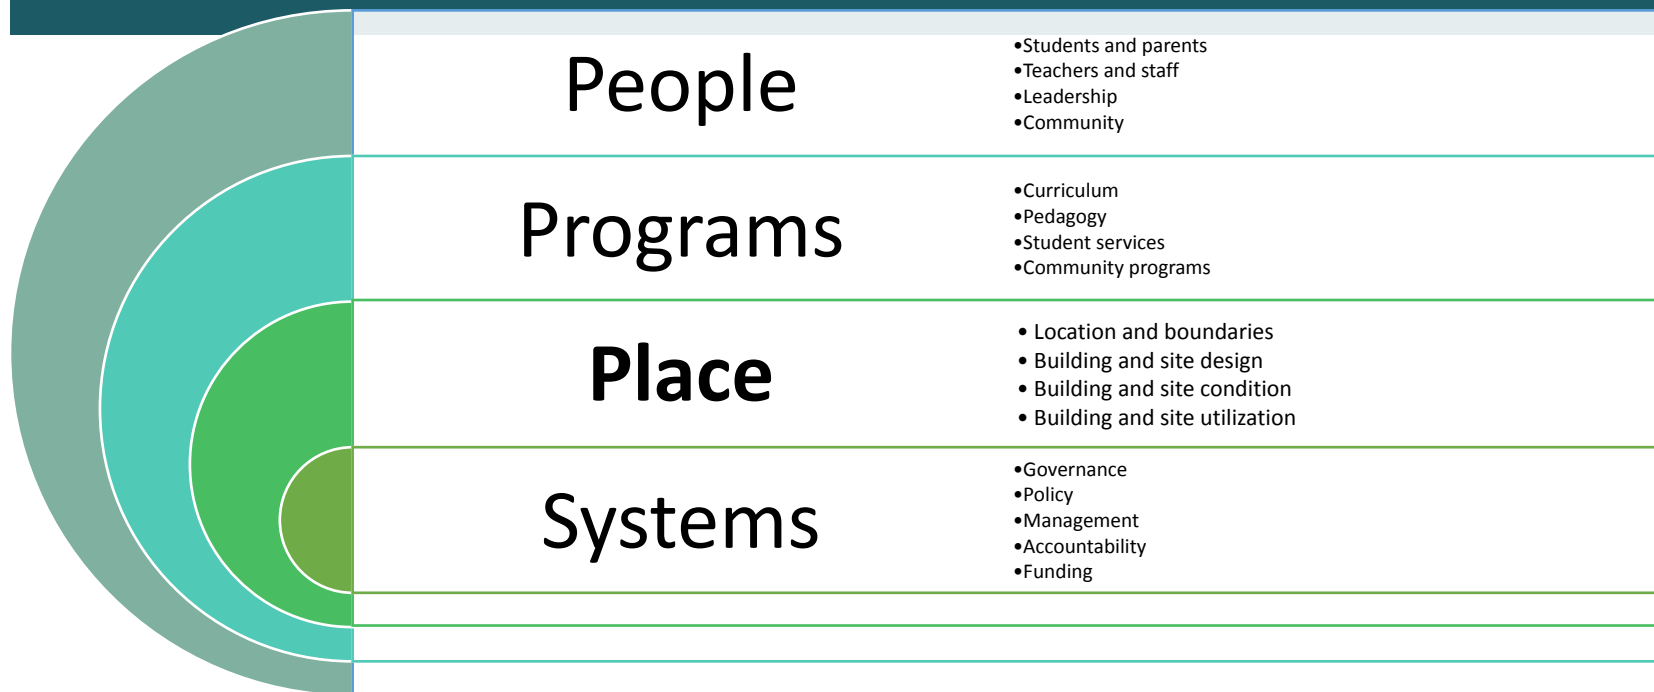 People
•Students and parents
•Teachers and staff
•Leadership
•Community
Programs
•Curriculum
•Pedagogy
•Student services
•Community programs
Place
• Location and boundaries
• Building and site design
• Building and site condition
• Building and site utilization
Systems
•Governance
•Policy
•Management
•Accountability
•Funding